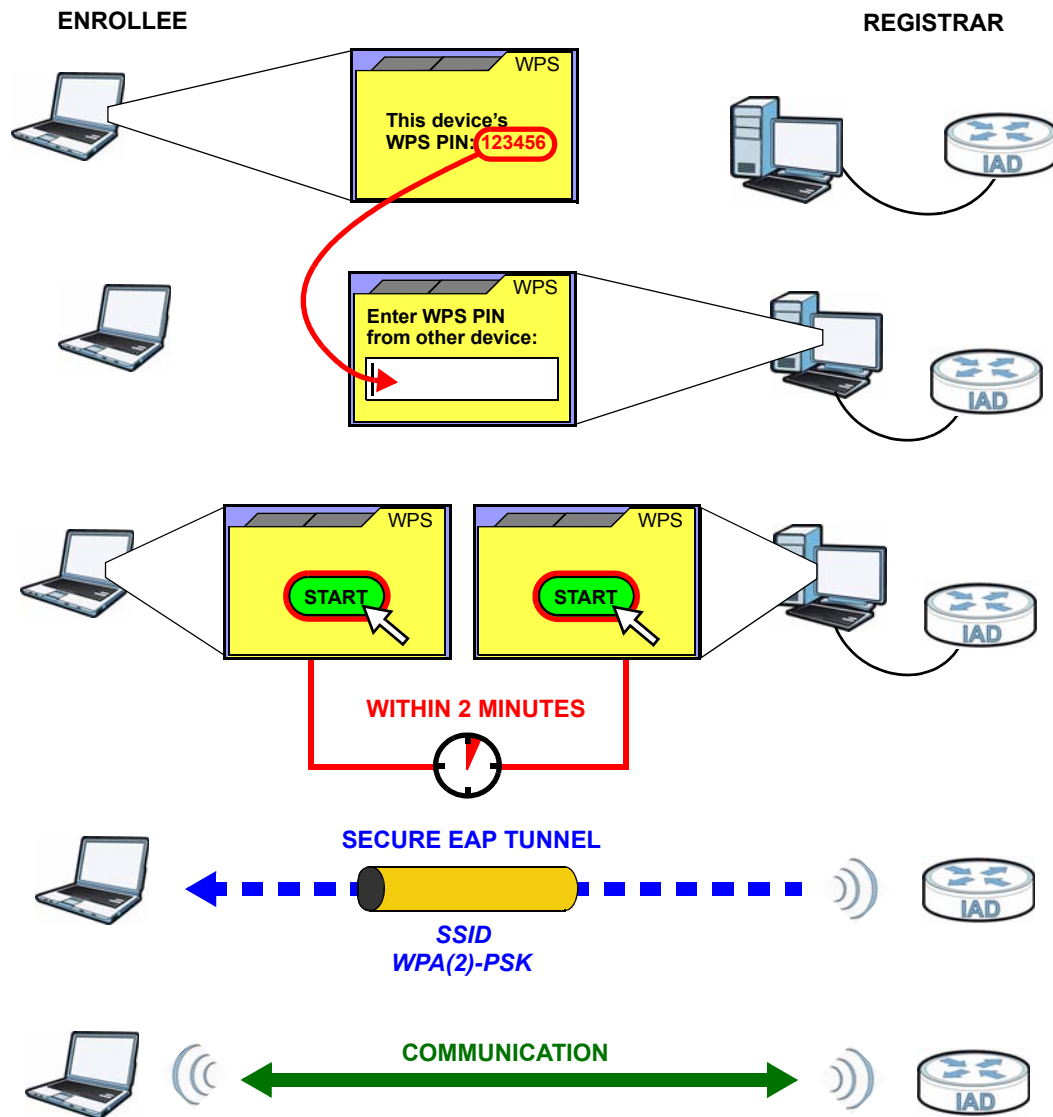 ENROLLEE
REGISTRAR
WPS
This device's
WPS PIN: 123456
IAD
WPS
Enter WPS PIN
from other device:
IAD
WPS
START
WPS
START
IAD
WITHIN 2 MINUTES
SECURE EAP TUNNEL
IAD
SSID
WPA(2)-PSK
COMMUNICATION
IAD